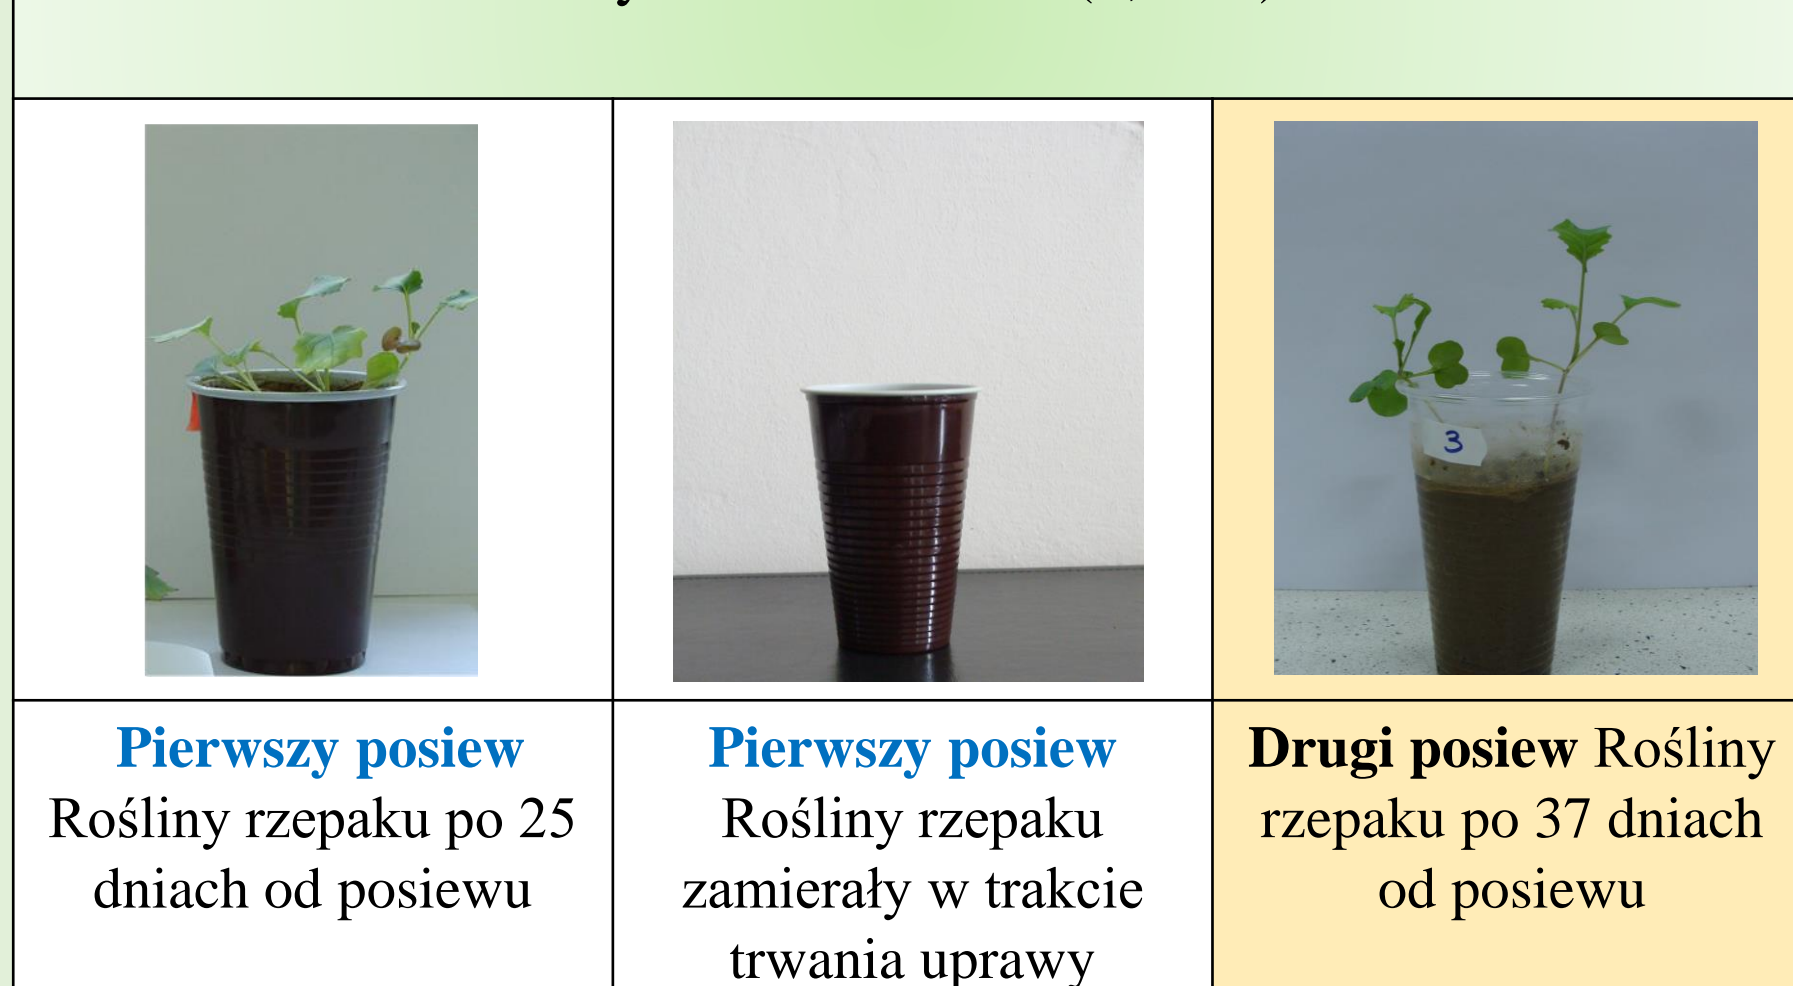 3
Pierwszy posiew
Rośliny rzepaku po 25
dniach od posiewu
Pierwszy posiew
Rośliny rzepaku
zamierały w trakcie
trwania uprawy
Drugi posiew Rośliny
rzepaku po 37 dniach
od posiewu